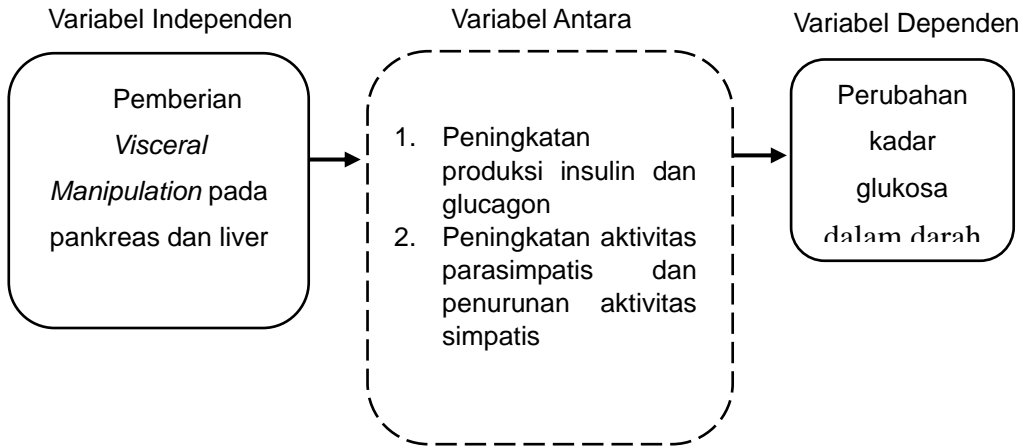 Variabel Independen
Pemberian
Visceral
Manipulation pada
pankreas dan liver
Variabel Antara
1. Peningkatan
produksi insulin dan
glucagon
2. Peningkatan aktivitas
parasimpatis dan
penurunan aktivitas
simpatis
Variabel Dependen
Perubahan
kadar
glukosa
dalam darah